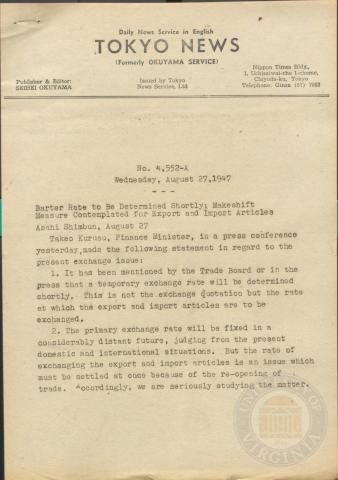 Daily News Service in English
TOKYO NEWS
(Formerly OKUYAMA SERVICE)
Publisher & Editor:
SEISEI OKUYAMA
Issued by Tokyo
News Service, Ltd
Nippon Times Bldg,
1, Uchisaiwai-cho 1-chome,
Chiyoda-ku, Tokyo
Telephone: Ginza (57)
No. 4,552-A
Wednesday, August 27,1947
- - -
Barter Rate to Be Determined Shortly; Makeshift
Measure Contemplated for Export and Import Articles
Asahi Shimbun, August 27
Takeo Kurusu, Finance Minister, in a press conference
yesterday,made the following statement in regard to the
present exchange issue:
1. It has been mentioned by the Trade Board or in the
press that a temporary exchange rate will be determined
shortly. This is not the exchange quotation but the rate
at which the export and import articles are to be
exchanged.
2. The primary exchange rate will be fixed in a
considerably distant future, judging from the present
domestic and international situations. But the rate of
exchanging the export and import articles is an issue which
must be settled at once because of the re-opening of
trade. Accordingly, we are seriously studying the matter.
UNIVERSITY OF VIRGINIA